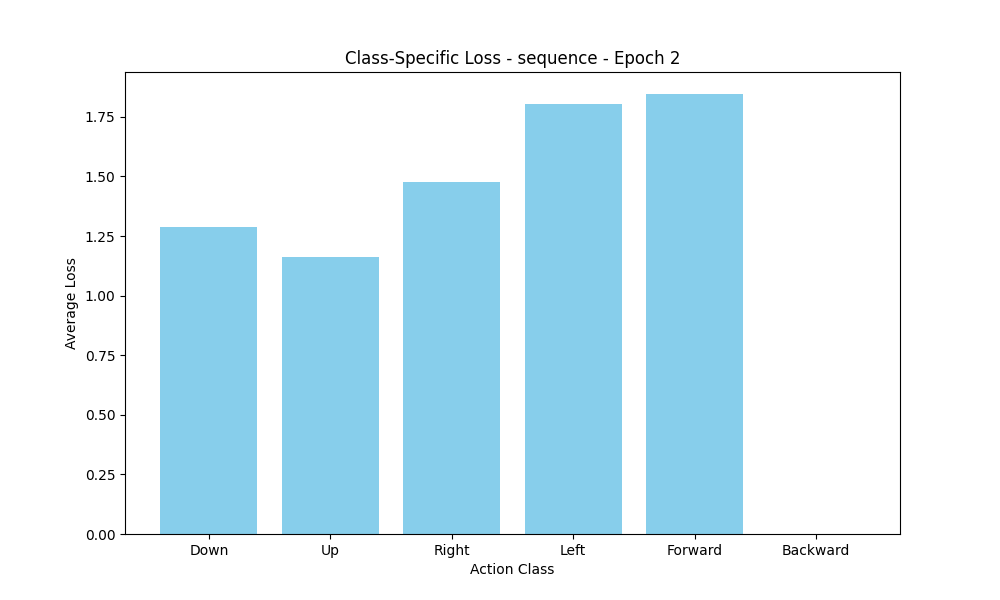 Class-Specific Loss - sequence - Epoch 2
Average Loss
1.75
1.50
1.25
1.00
0.75
0.50
0.25
0.00
Down Up Right Left Forward Backward
Action Class